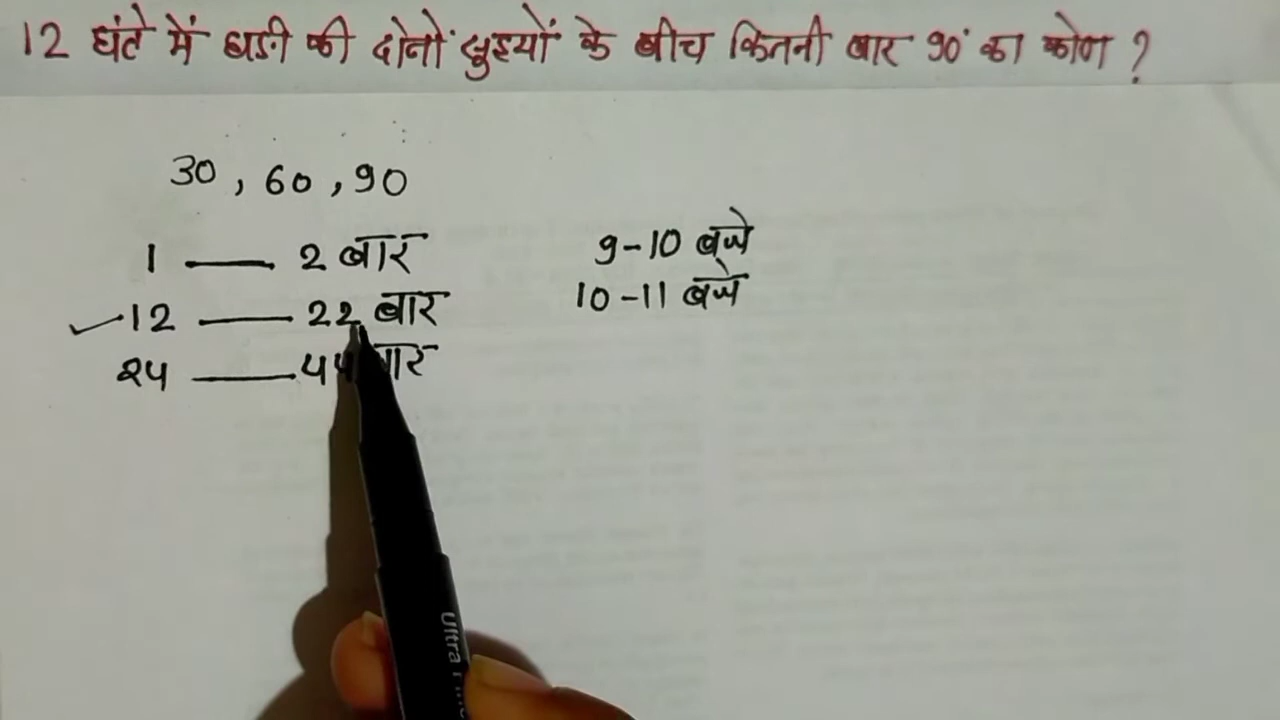 12 घंटे में घडी की दोनों सुइयों के बीच कितनी बार 90° का कोण ?
30 , 60 , 90
1 — 2 बार
12 — 22 बार
24 — 44 बार
9-10 बजे
10-11 बजे
Ultra